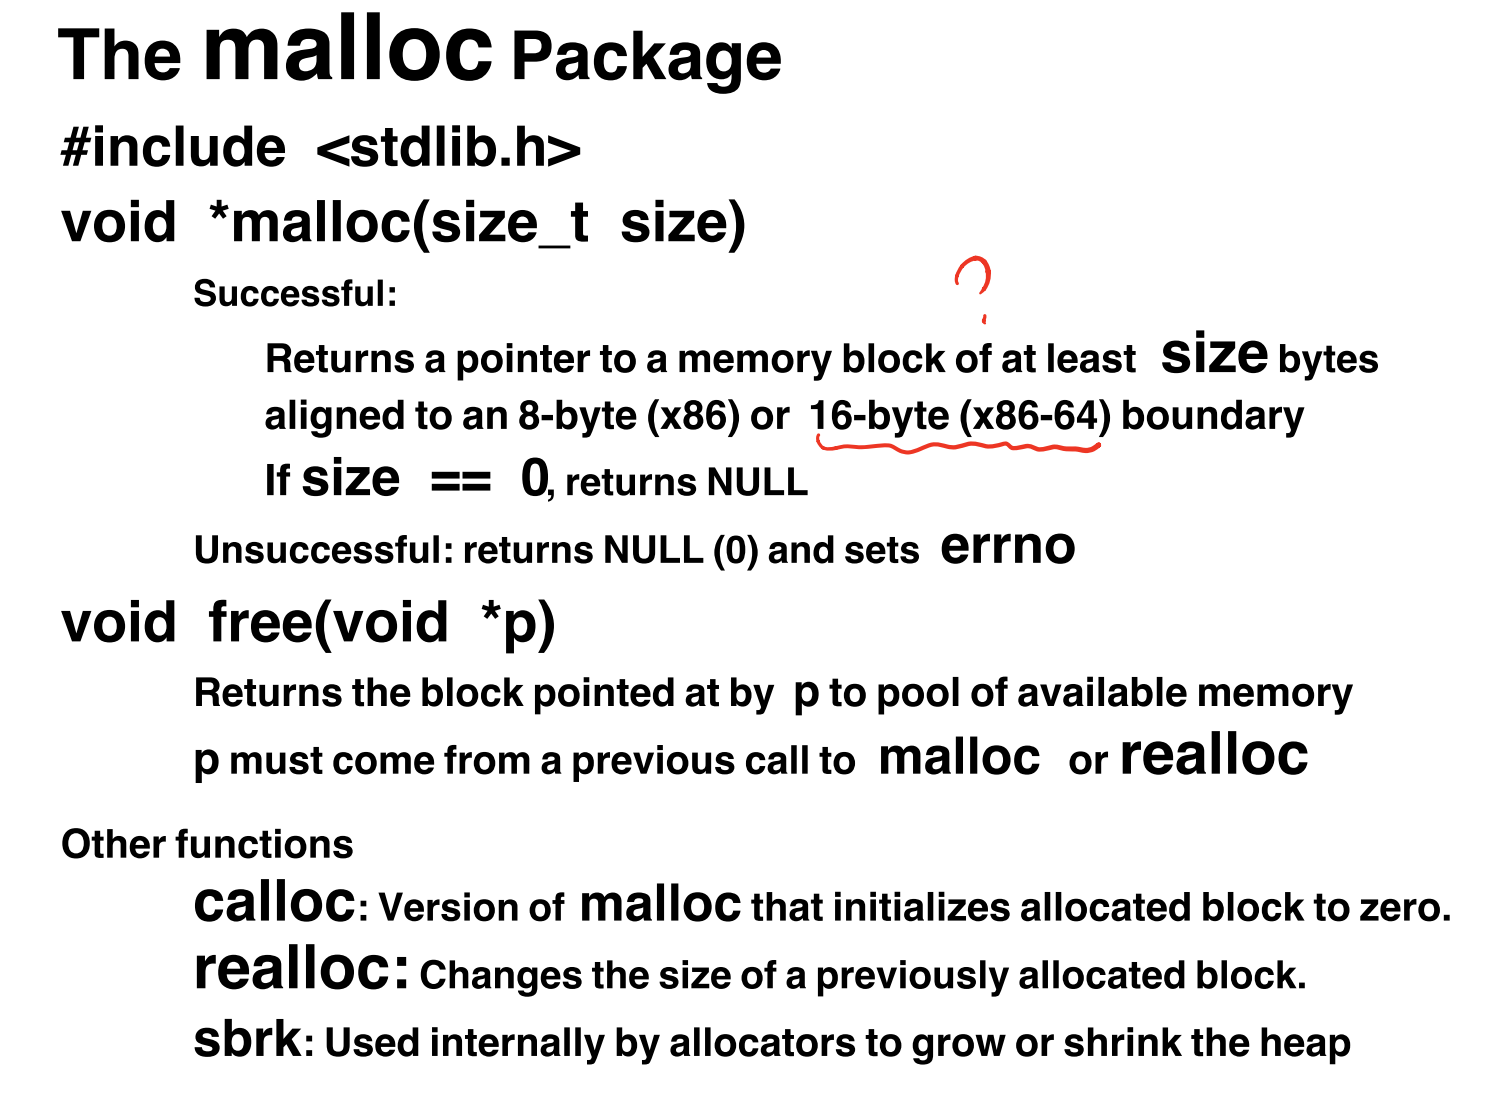 The malloc Package
#include <stdlib.h>
void *malloc(size_t size)
Successful:
?
Returns a pointer to a memory block of at least size bytes
aligned to an 8-byte (x86) or 16-byte (x86-64) boundary
If size == 0, returns NULL
Unsuccessful: returns NULL (0) and sets errno
void free(void *p)
Returns the block pointed at by p to pool of available memory
p must come from a previous call to malloc or realloc
Other functions
calloc: Version of malloc that initializes allocated block to zero.
realloc: Changes the size of a previously allocated block.
sbrk: Used internally by allocators to grow or shrink the heap